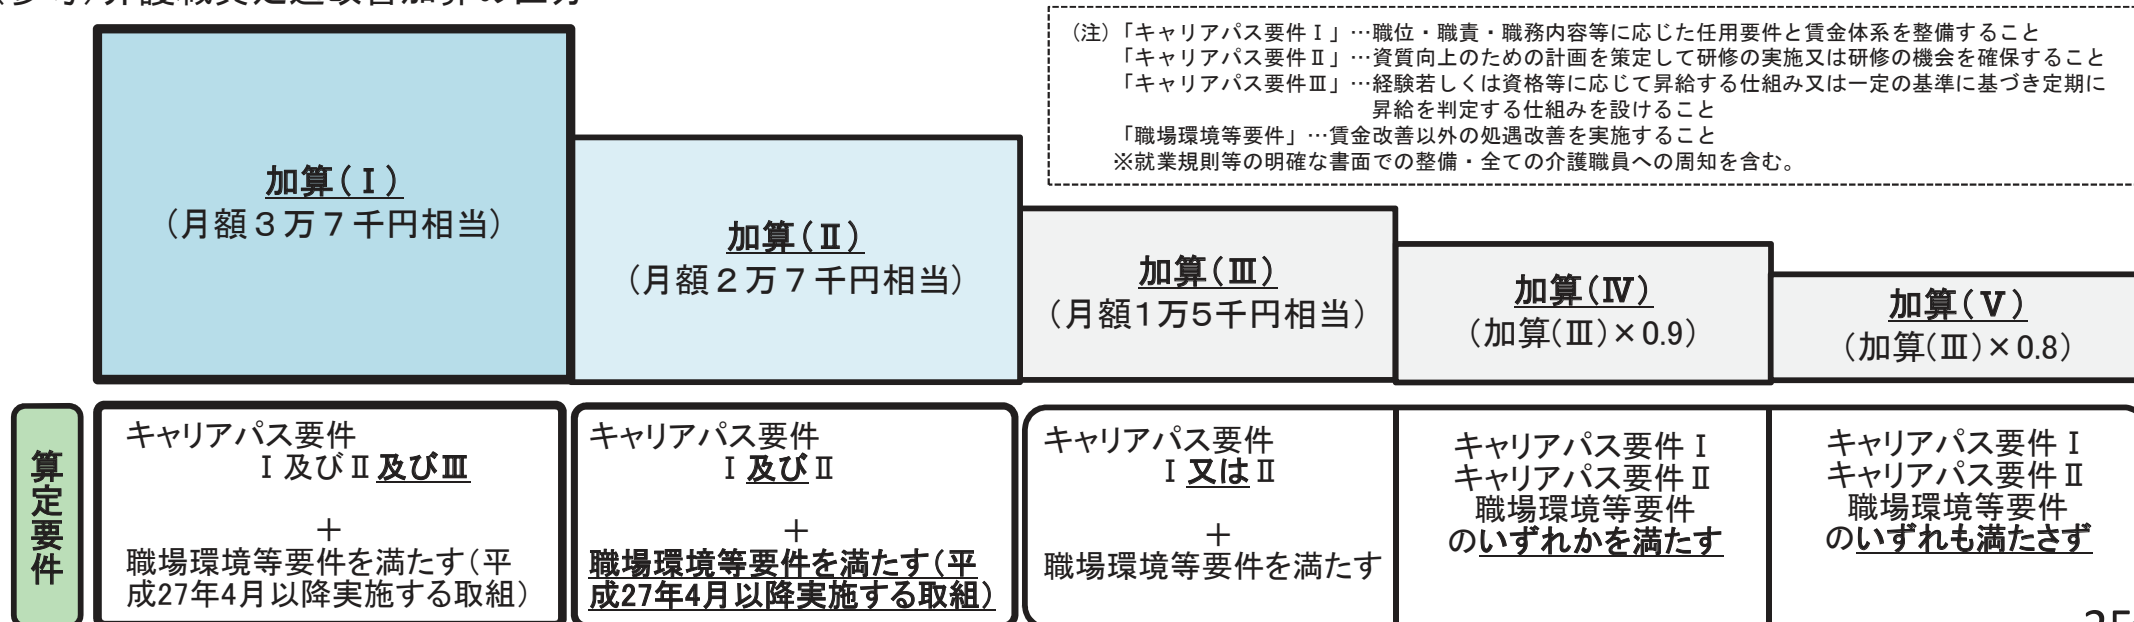 (注)「キャリアパス要件Ⅰ」…職位・職責・職務内容等に応じた任用要件と賃金体系を整備すること
「キャリアパス要件Ⅱ」…資質向上のための計画を策定して研修の実施又は研修の機会を確保すること
「キャリアパス要件Ⅲ」…経験若しくは資格等に応じて昇給する仕組み又は一定の基準に基づき定期に
昇給を判定する仕組みを設けること
「職場環境等要件」…賃金改善以外の処遇改善を実施すること
※就業規則等の明確な書面での整備・全ての介護職員への周知を含む。
加算(Ⅰ)
(月額3万7千円相当)
加算(Ⅱ)
(月額2万7千円相当)
加算(Ⅲ)
(月額1万5千円相当)
加算(Ⅳ)
(加算(Ⅲ)×0.9)
加算(Ⅴ)
(加算(Ⅲ)×0.8)
算定要件
キャリアパス要件
Ⅰ及びⅡ及びⅢ
+
職場環境等要件を満たす(平
成27年4月以降実施する取組)
キャリアパス要件
Ⅰ及びⅡ
+
職場環境等要件を満たす(平
成27年4月以降実施する取組)
キャリアパス要件
Ⅰ又はⅡ
+
職場環境等要件を満たす
キャリアパス要件Ⅰ
キャリアパス要件Ⅱ
職場環境等要件
のいずれかを満たす
キャリアパス要件Ⅰ
キャリアパス要件Ⅱ
職場環境等要件
のいずれも満たさず